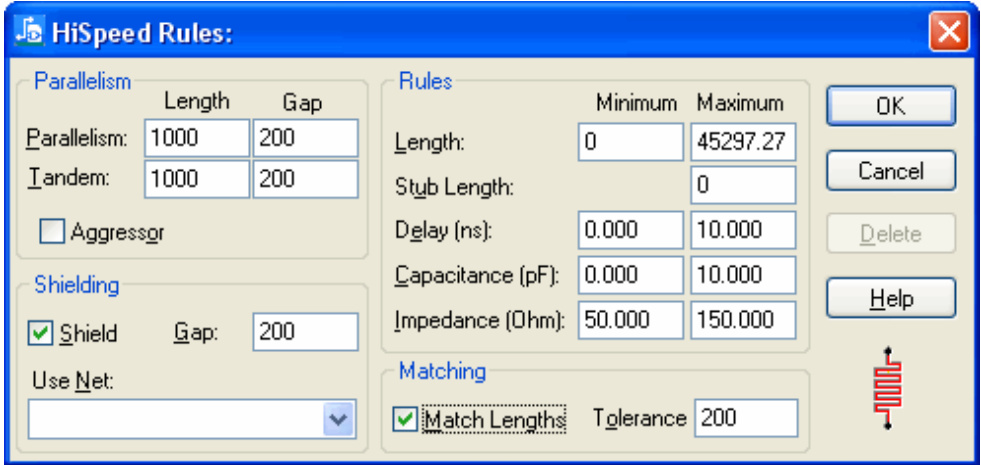 HiSpeed Rules:
Parallelism
Length Gap
Parallelism: 1000 200
Tandem: 1000 200
Aggressor
Shielding
Shield Gap: 200
Use Net:
Rules
Minimum Maximum
Length: 0 45297.27
Stub Length: 0
Delay (ns): 0.000 10.000
Capacitance (pF): 0.000 10.000
Impedance (Ohm): 50.000 150.000
Matching
Match Lengths Tolerance 200
OK
Cancel
Delete
Help